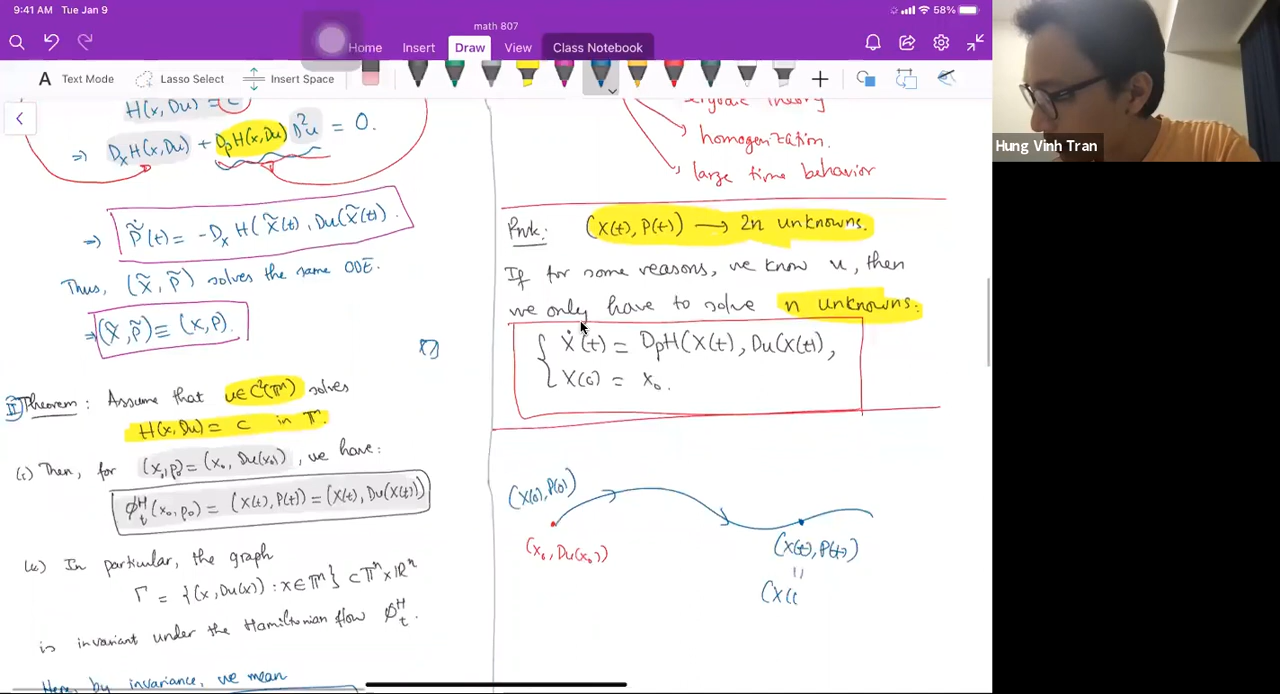 9:41 AM Tue Jan 9
58%
math 807
Home Insert Draw View Class Notebook
A Text Mode Lasso Select Insert Space
Hung Vinh Tran
H(x, Du) = c
⇒ DₓH(x, Du) + DₚH(x, Du) D²u = 0.
⇒ P̃̇(t) = -DₓH(X̃(t), Du(X̃(t)).
Thus, (X̃, P̃) solves the same ODE.
⇒ (X̃, P̃) ≡ (X, P).
II Theorem: Assume that u ∈ C²(𝕋ⁿ) solves
H(x, Du) = c in 𝕋ⁿ.
(i) Then, for (x₀, p₀) = (x₀, Du(x₀)), we have:
ϕₜᴴ(x₀, p₀) = (X(t), P(t)) = (X(t), Du(X(t))
(ii) In particular, the graph
Γ = {(x, Du(x)) : x ∈ 𝕋ⁿ} ⊂ 𝕋ⁿ × ℝⁿ
is invariant under the Hamiltonian flow ϕₜᴴ.
Here, by invariance, we mean
ergodic theory
homogenization.
large time behavior
Rmk: (X(t), P(t)) → 2n unknowns.
If for some reasons, we know u, then
we only have to solve n unknowns.
{ Ẋ(t) = DₚH(X(t), Du(X(t)),
X(0) = x₀.
(X(0), P(0))
(x₀, Du(x₀))
(X(t), P(t))
=
(X(